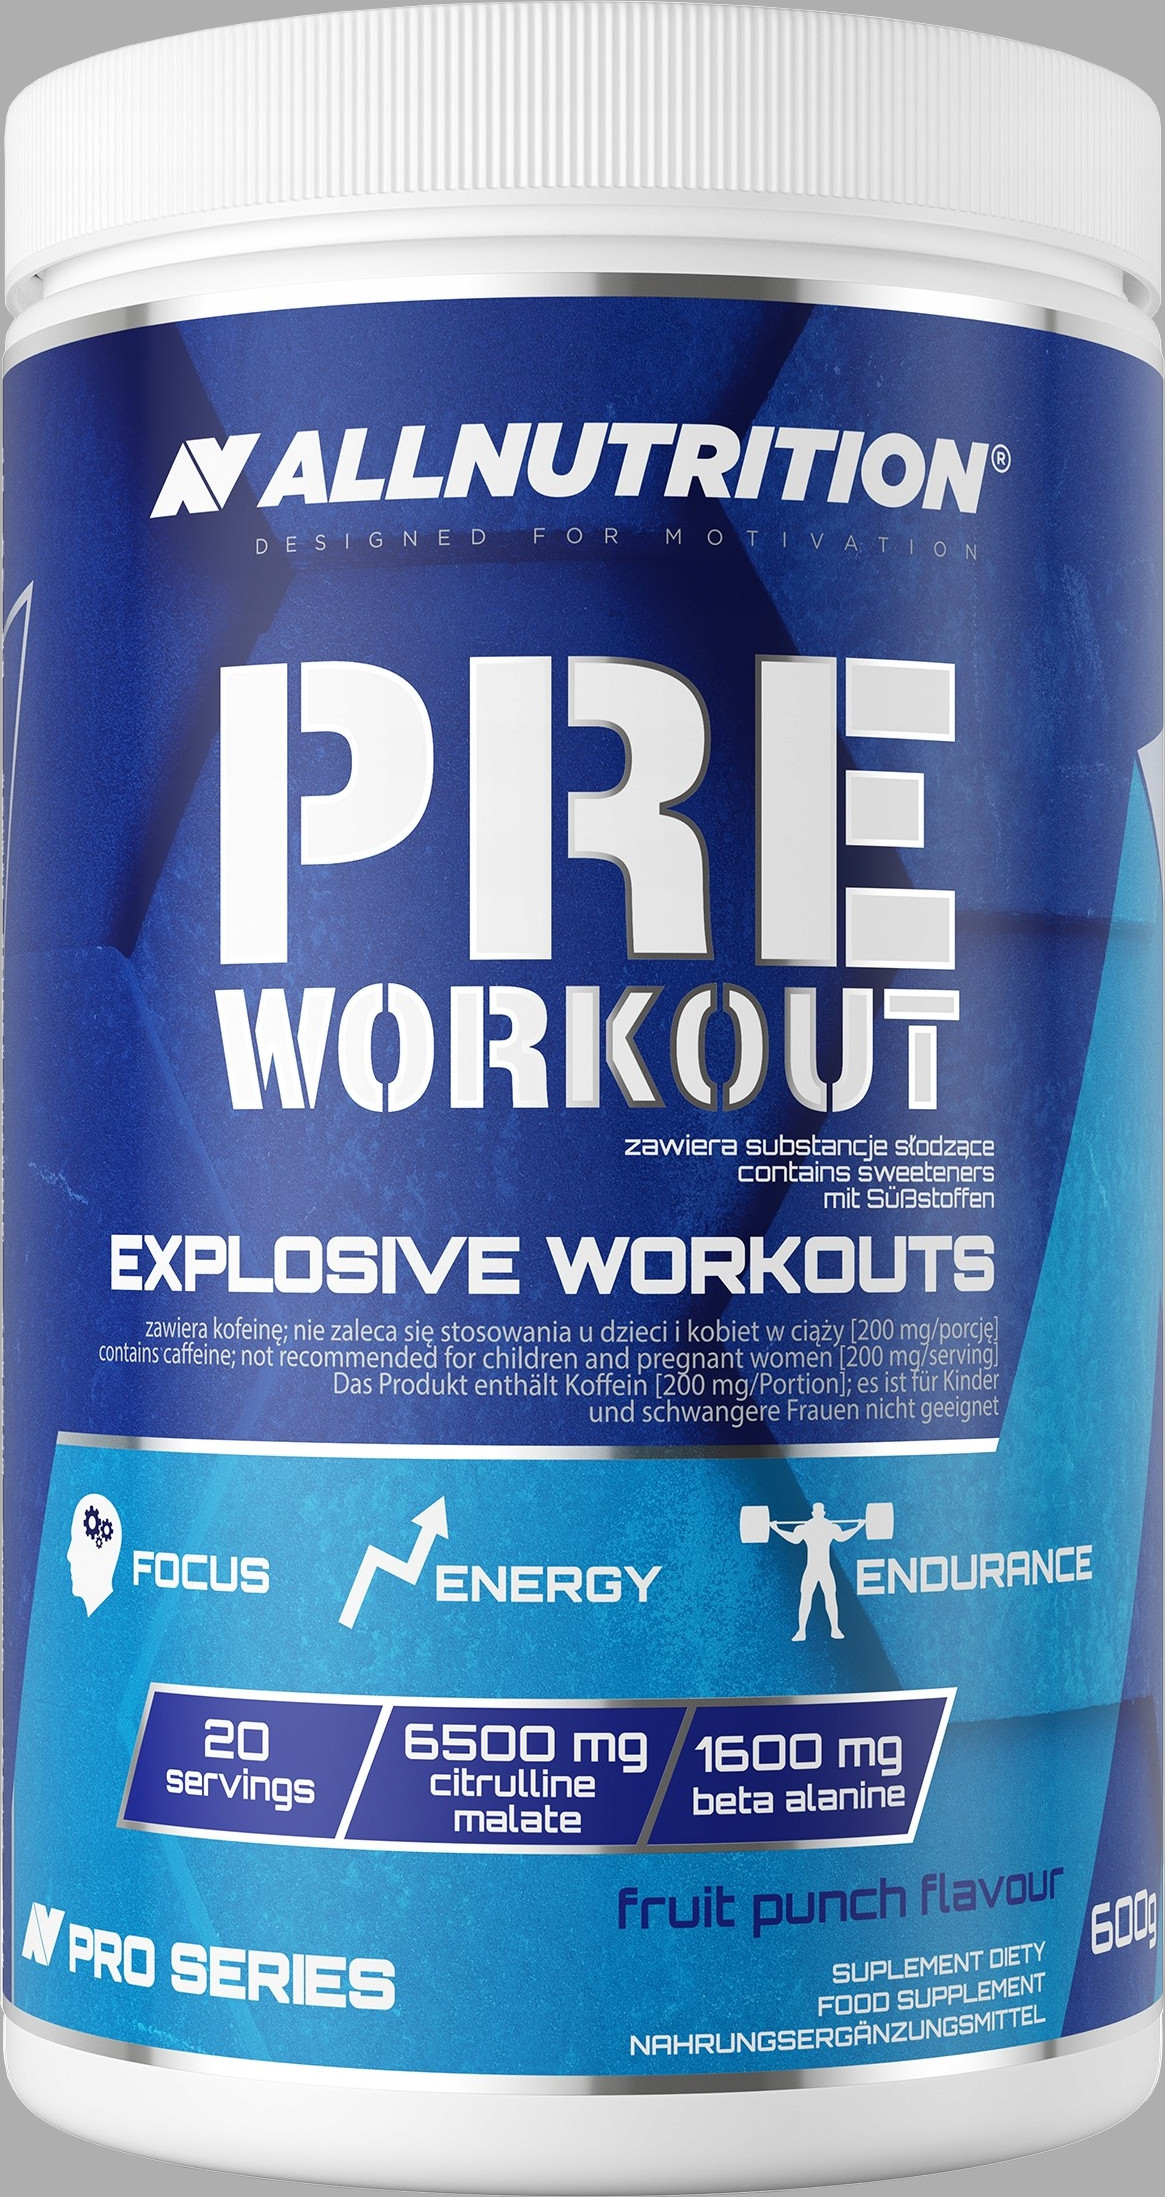 ALLNUTRITION®
DESIGNED FOR MOTIVATION
PRE
WORKOUT
zawiera substancje słodzące
contains sweeteners
mit Süßstoffen
EXPLOSIVE WORKOUTS
zawiera kofeinę; nie zaleca się stosowania u dzieci i kobiet w ciąży [200 mg/porcję]
contains caffeine; not recommended for children and pregnant women [200 mg/serving]
Das Produkt enthält Koffein [200 mg/Portion]; es ist für Kinder
und schwangere Frauen nicht geeignet
FOCUS
ENERGY
ENDURANCE
20
servings
6500 mg
citrulline
malate
1600 mg
beta alanine
fruit punch flavour
600g
PRO SERIES
SUPLEMENT DIETY
FOOD SUPPLEMENT
NAHRUNGSERGÄNZUNGSMITTEL